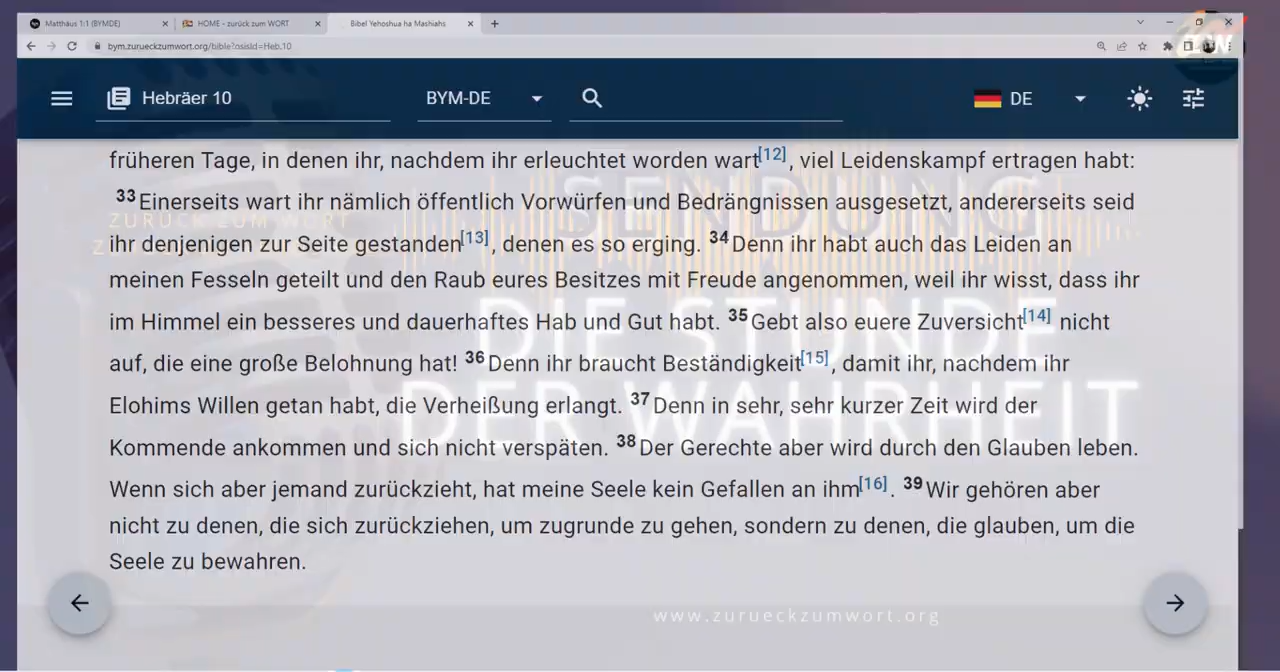 Matthäus 1:1 (BYMDE)
HOME - zurück zum WORT
Bibel Yehoshua ha Mashiahs
bym.zurueckzumwort.org/bible?osisId=Heb.10
Hebräer 10
BYM-DE
DE
früheren Tage, in denen ihr, nachdem ihr erleuchtet worden wart[12], viel Leidenskampf ertragen habt:
33 Einerseits wart ihr nämlich öffentlich Vorwürfen und Bedrängnissen ausgesetzt, andererseits seid
ihr denjenigen zur Seite gestanden[13], denen es so erging. 34 Denn ihr habt auch das Leiden an
meinen Fesseln geteilt und den Raub eures Besitzes mit Freude angenommen, weil ihr wisst, dass ihr
im Himmel ein besseres und dauerhaftes Hab und Gut habt. 35 Gebt also euere Zuversicht[14] nicht
auf, die eine große Belohnung hat! 36 Denn ihr braucht Beständigkeit[15], damit ihr, nachdem ihr
Elohims Willen getan habt, die Verheißung erlangt. 37 Denn in sehr, sehr kurzer Zeit wird der
Kommende ankommen und sich nicht verspäten. 38 Der Gerechte aber wird durch den Glauben leben.
Wenn sich aber jemand zurückzieht, hat meine Seele kein Gefallen an ihm[16]. 39 Wir gehören aber
nicht zu denen, die sich zurückziehen, um zugrunde zu gehen, sondern zu denen, die glauben, um die
Seele zu bewahren.
ZURÜCK ZUM WORT
SENDUNG
DIE STUNDE
DER WAHRHEIT
www.zurueckzumwort.org